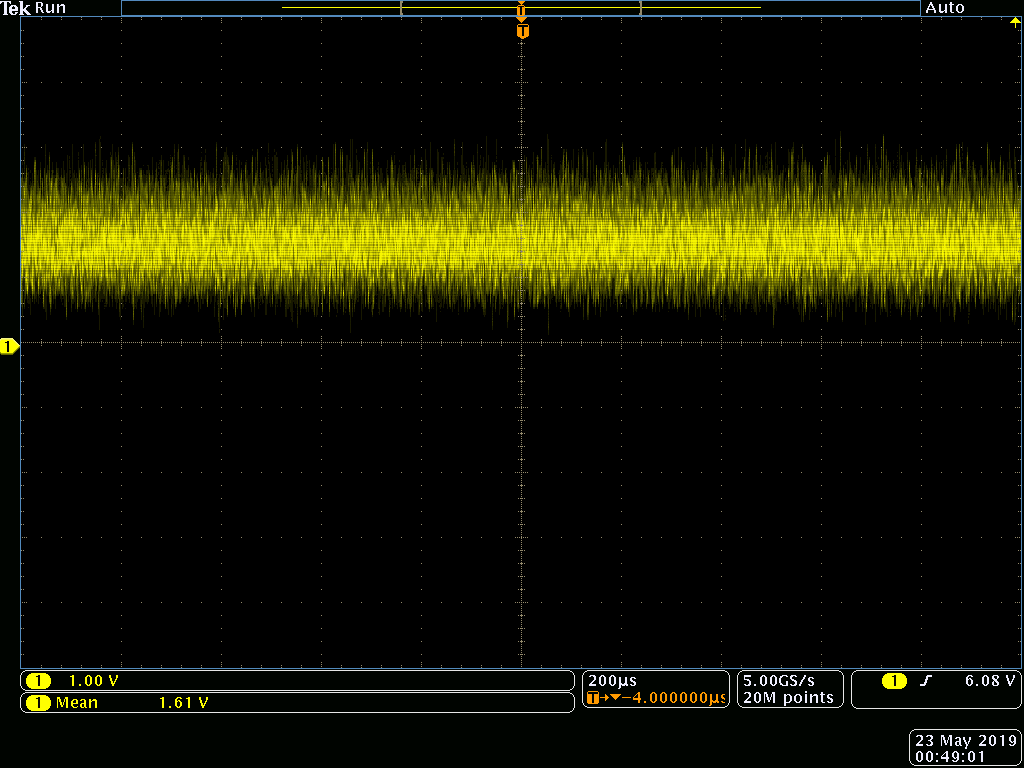 Tek Run
Auto
T
T
1
1 1.00 V
1 Mean 1.61 V
200µs
T→▼−4.000000µs
5.00GS/s
20M points
1 ∫ 6.08 V
23 May 2019
00:49:01